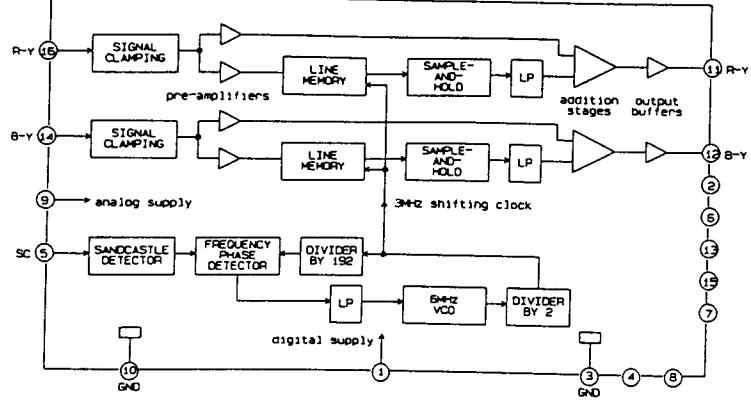 R-Y
16
SIGNAL
CLAMPING
pre-amplifiers
LINE
MEMORY
SAMPLE-
AND-
HOLD
LP
addition
stages
output
buffers
11
R-Y
B-Y
14
SIGNAL
CLAMPING
LINE
MEMORY
SAMPLE-
AND-
HOLD
LP
12
B-Y
2
9
analog supply
3MHz shifting clock
6
SC
5
SANDCASTLE
DETECTOR
FREQUENCY
PHASE
DETECTOR
DIVIDER
BY 192
13
15
LP
6MHz
VCO
DIVIDER
BY 2
7
digital supply
10
GND
1
3
GND
4
8